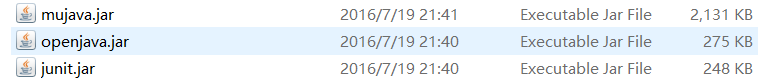 mujava.jar 2016/7/19 21:41 Executable Jar File 2,131 KB
openjava.jar 2016/7/19 21:40 Executable Jar File 275 KB
junit.jar 2016/7/19 21:40 Executable Jar File 248 KB